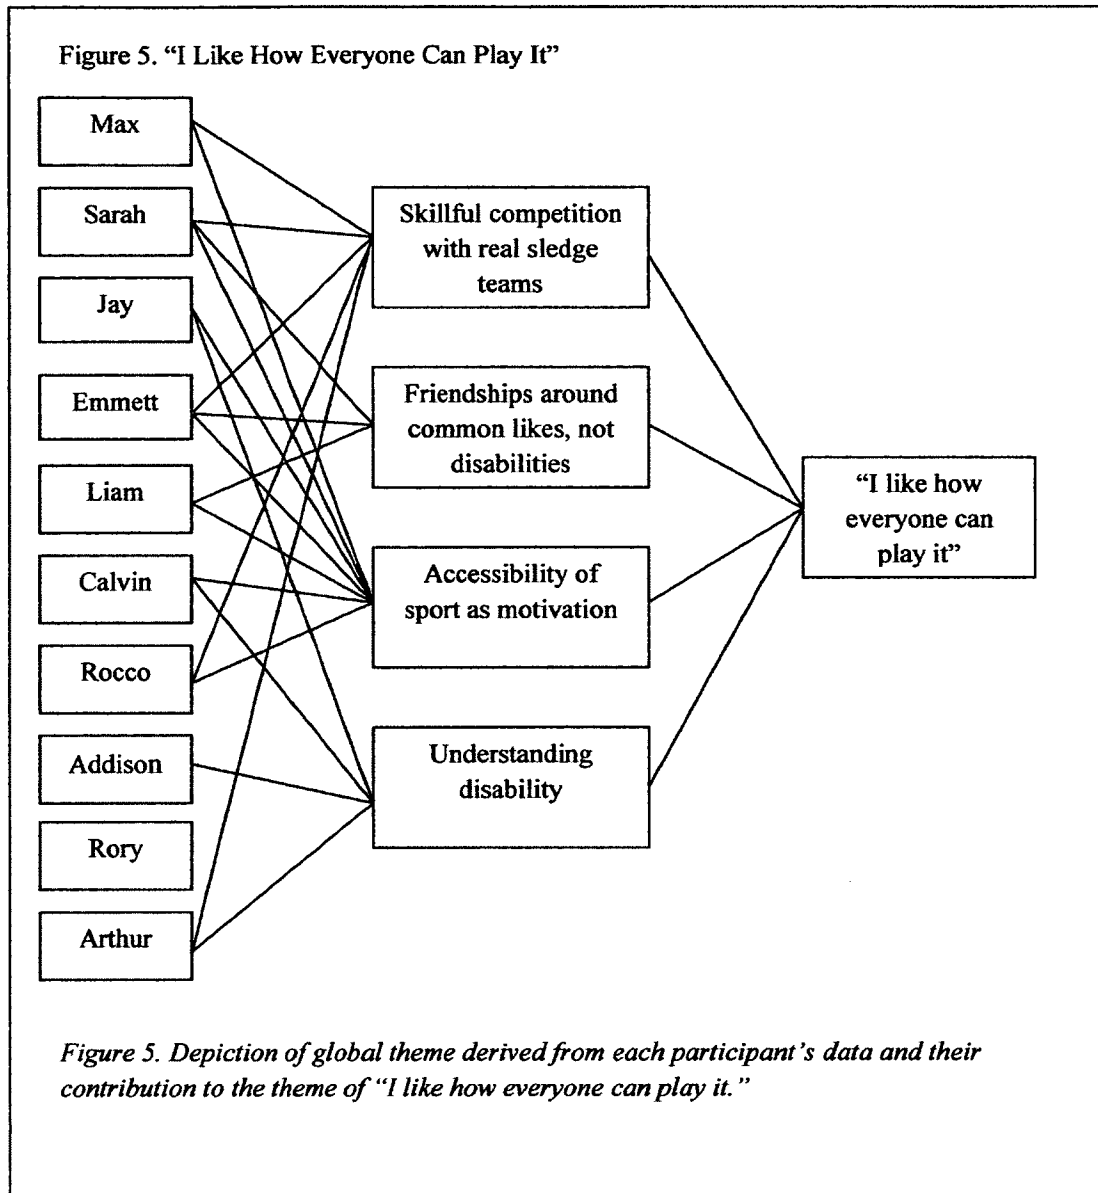 Figure 5. “I Like How Everyone Can Play It”
Max
Sarah
Jay
Emmett
Liam
Calvin
Rocco
Addison
Rory
Arthur
Skillful competition
with real sledge
teams
Friendships around
common likes, not
disabilities
Accessibility of
sport as motivation
Understanding
disability
“I like how
everyone can
play it”
Figure 5. Depiction of global theme derived from each participant’s data and their
contribution to the theme of “I like how everyone can play it.”